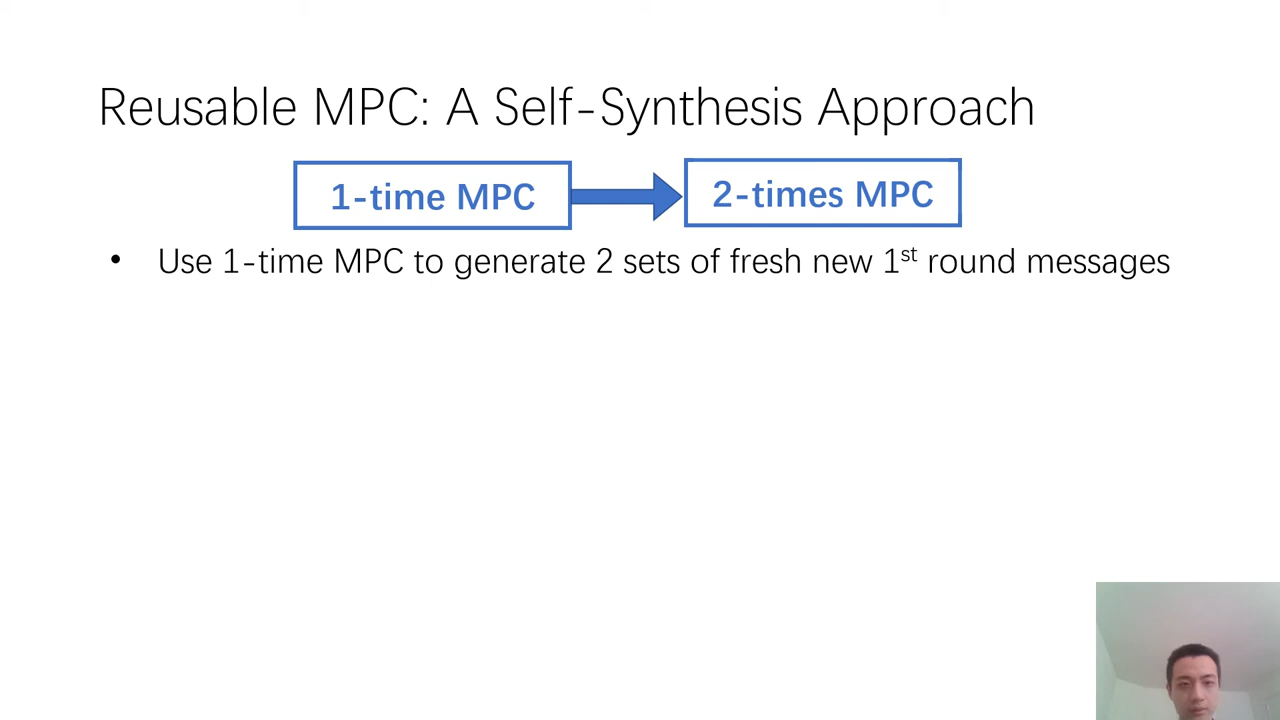 Reusable MPC: A Self-Synthesis Approach
1-time MPC
2-times MPC
• Use 1-time MPC to generate 2 sets of fresh new 1st round messages